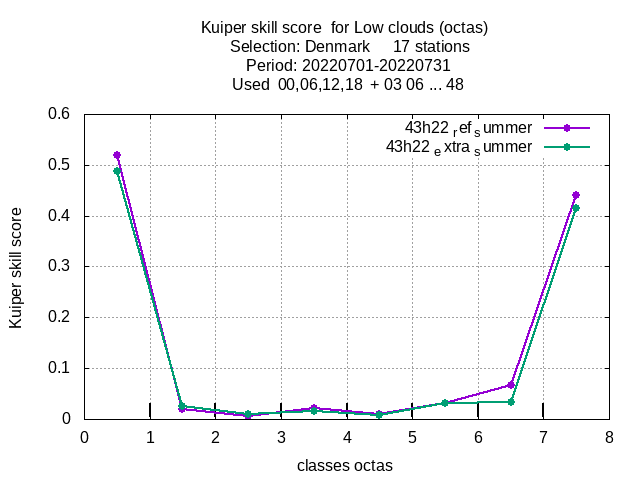 Kuiper skill score for Low clouds (octas)
Selection: Denmark 17 stations
Period: 20220701-20220731
Used 00,06,12,18 + 03 06 ... 48
43h22 ref summer
43h22 extra summer
0.6
0.5
0.4
0.3
0.2
0.1
0
Kuiper skill score
0 1 2 3 4 5 6 7 8
classes octas